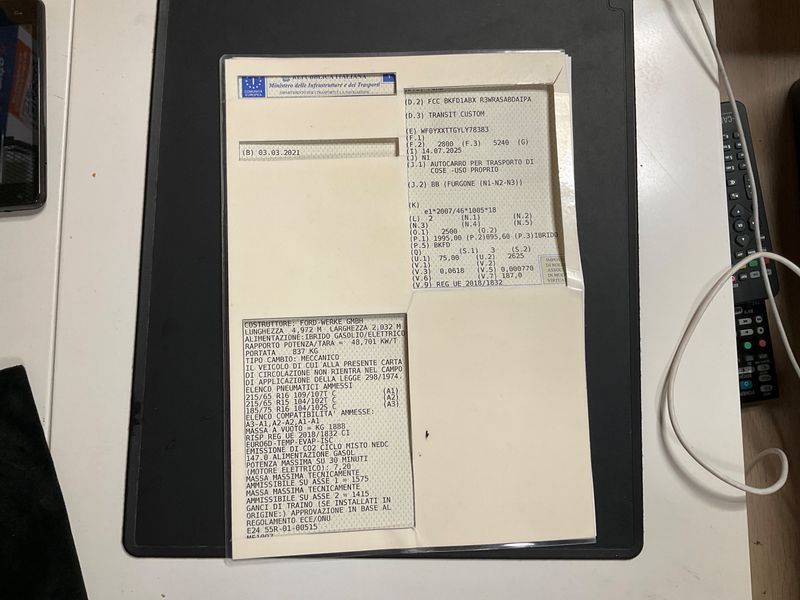 REPUBBLICA ITALIANA
Ministero delle Infrastrutture e dei Trasporti
COMUNITÀ
EUROPEA
(B) 03.03.2021
(D.2) FCC BKFD1ABX R3WRASABDAIPA
(D.3) TRANSIT CUSTOM
(E) WF0YXXTTGYLY78383
(F.1)
(F.2) 2800 (F.3) 5240 (G)
(I) 14.07.2025
(J) N1
(J.1) AUTOCARRO PER TRASPORTO DI
COSE -USO PROPRIO
(J.2) BB (FURGONE (N1-N2-N3))
(K)
e1*2007/46*1005*18
(L) 2 (N.1) (N.2)
(N.3) (N.4) (N.5)
(O.1) 2500 (O.2)
(P.1) 1995,00 (P.2)095,60 (P.3)IBRIDO
(P.5) BKFD
(Q) (S.1) 3 (S.2)
(U.1) 75,00 (U.2) 2625
(V.1) (V.2)
(V.3) 0,0618 (V.5) 0,000770
(V.6) (V.7) 187,0
(V.9) REG UE 2018/1832
COSTRUTTORE: FORD-WERKE GMBH
LUNGHEZZA 4,972 M LARGHEZZA 2,032 M
ALIMENTAZIONE:IBRIDO GASOLIO/ELETTRICO
RAPPORTO POTENZA/TARA = 48,701 KW/T
PORTATA 837 KG
TIPO CAMBIO: MECCANICO
IL VEICOLO DI CUI ALLA PRESENTE CARTA
DI CIRCOLAZIONE NON RIENTRA NEL CAMPO
DI APPLICAZIONE DELLA LEGGE 298/1974.
ELENCO PNEUMATICI AMMESSI
215/65 R16 109/107T C (A1)
215/65 R15 104/102T C (A2)
185/75 R16 104/102S C (A3)
ELENCO COMPATIBILITA' AMMESSE:
A3-A1,A2-A2,A1-A1
MASSA A VUOTO = KG 1888
RISP REG UE 2018/1832 CI
EURO6D-TEMP-EVAP-ISC
EMISSIONE DI CO2 CICLO MISTO NEDC
147.0 ALIMENTAZIONE GASOL
POTENZA MASSIMA SU 30 MINUTI
(MOTORE ELETTRICO): 7,20
MASSA MASSIMA TECNICAMENTE
AMMISSIBILE SU ASSE 1 = 1575
MASSA MASSIMA TECNICAMENTE
AMMISSIBILE SU ASSE 2 = 1415
GANCI DI TRAINO (SE INSTALLATI IN
ORIGINE:) APPROVAZIONE IN BASE AL
REGOLAMENTO ECE/ONU
E24 55R-01-00515